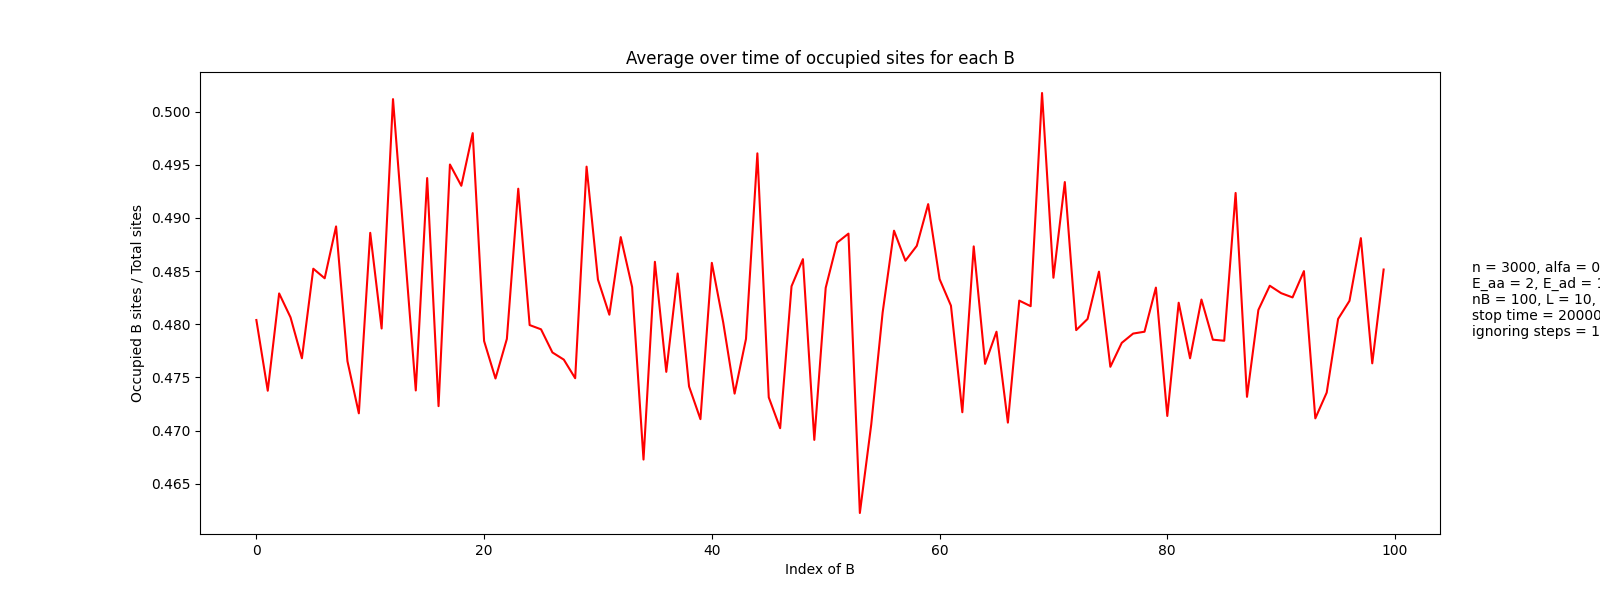 Average over time of occupied sites for each B
Occupied B sites / Total sites
0.500
0.495
0.490
0.485
0.480
0.475
0.470
0.465
0
20
40
60
80
100
Index of B
n = 3000, alfa = 0
E_aa = 2, E_ad =
nB = 100, L = 10,
stop time = 20000
ignoring steps = 1